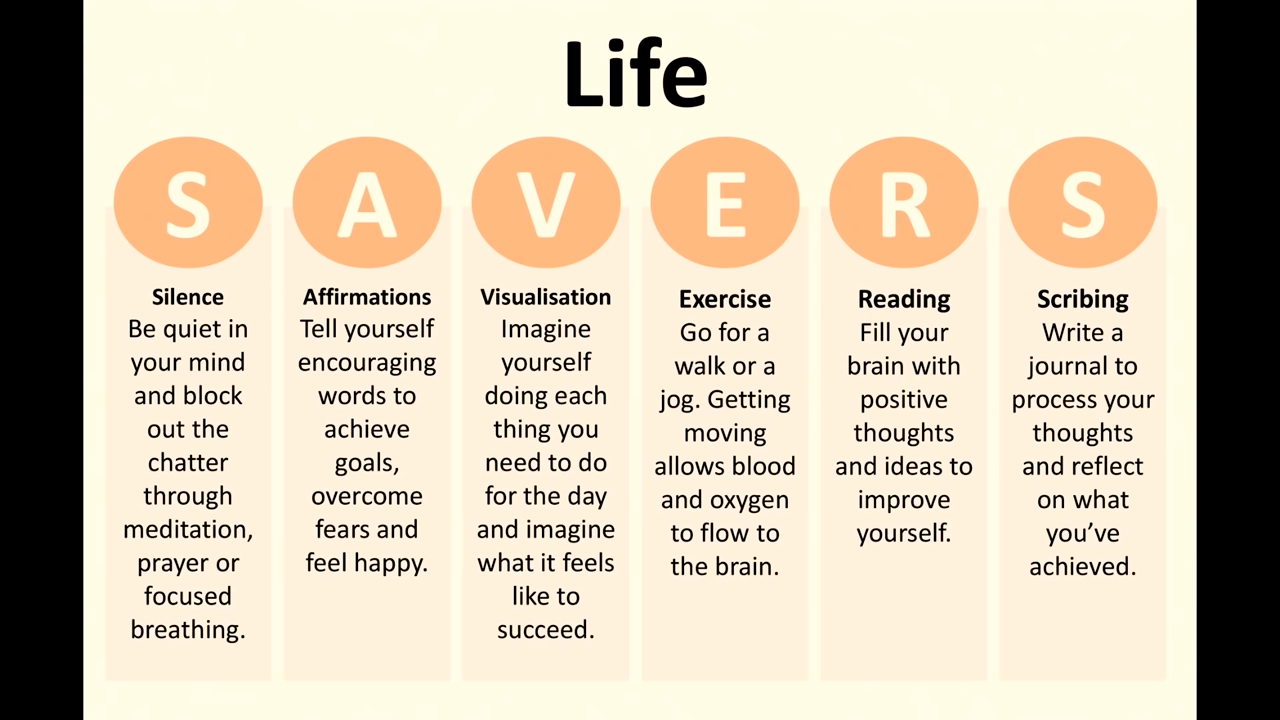 Life
S
A
V
E
R
S
Silence
Be quiet in
your mind
and block
out the
chatter
through
meditation,
prayer or
focused
breathing.
Affirmations
Tell yourself
encouraging
words to
achieve
goals,
overcome
fears and
feel happy.
Visualisation
Imagine
yourself
doing each
thing you
need to do
for the day
and imagine
what it feels
like to
succeed.
Exercise
Go for a
walk or a
jog. Getting
moving
allows blood
and oxygen
to flow to
the brain.
Reading
Fill your
brain with
positive
thoughts
and ideas to
improve
yourself.
Scribing
Write a
journal to
process your
thoughts
and reflect
on what
you’ve
achieved.